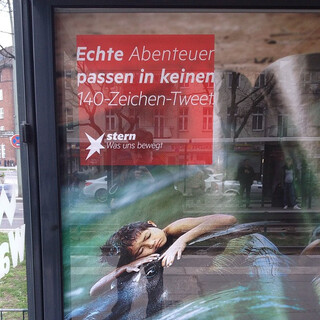 Echte Abenteuer
passen in keinen
140-Zeichen-Tweet
stern
Was uns bewegt